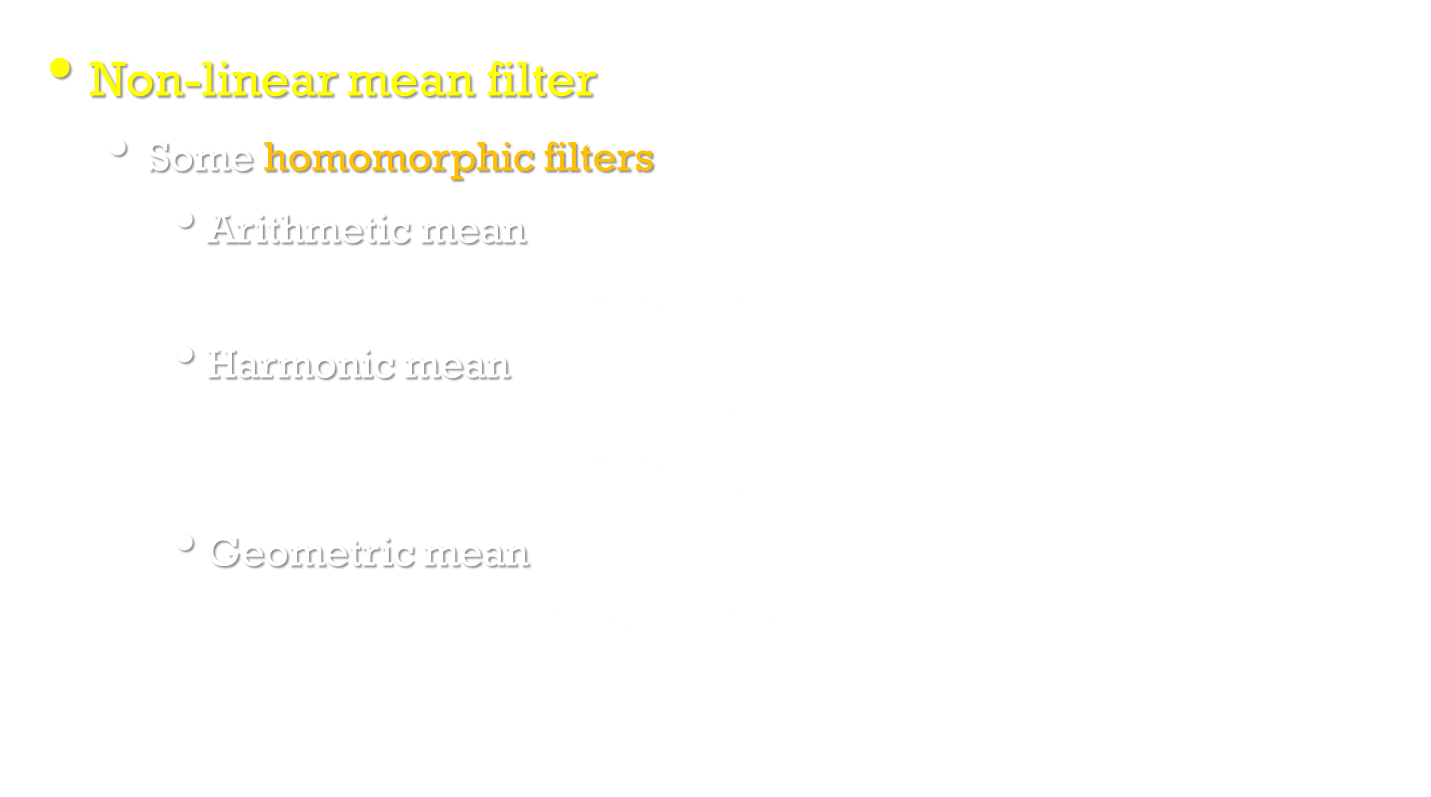 • Non-linear mean filter
• Some homomorphic filters
• Arithmetic mean
• Harmonic mean
• Geometric mean